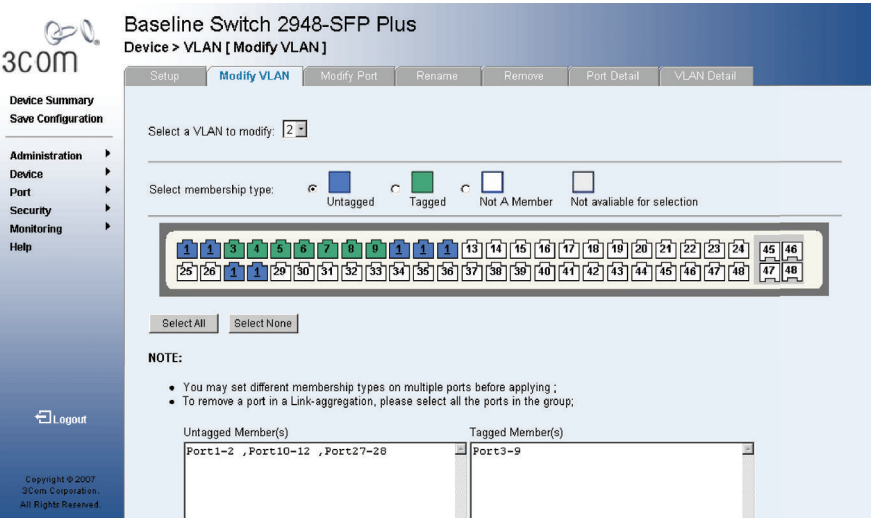 3COM
Baseline Switch 2948-SFP Plus
Device > VLAN [ Modify VLAN ]
Setup Modify VLAN Modify Port Rename Remove Port Detail VLAN Detail
Device Summary
Save Configuration
Administration
Device
Port
Security
Monitoring
Help
Logout
Copyright © 2007
3Com Corporation.
All Rights Reserved.
Select a VLAN to modify: 2
Select membership type: Untagged Tagged Not A Member Not avaliable for selection
1 1 3 4 5 6 7 8 9 1 1 1 13 14 15 16 17 18 19 20 21 22 23 24 45 46
25 26 1 1 29 30 31 32 33 34 35 36 37 38 39 40 41 42 43 44 45 46 47 48 47 48
Select All Select None
NOTE:
• You may set different membership types on multiple ports before applying ;
• To remove a port in a Link-aggregation, please select all the ports in the group;
Untagged Member(s) Tagged Member(s)
Port1-2 ,Port10-12 ,Port27-28 Port3-9